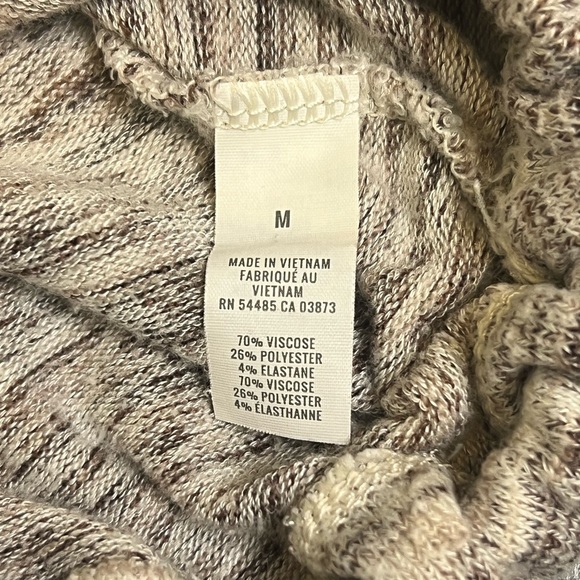 M
MADE IN VIETNAM
FABRIQUÉ AU
VIETNAM
RN 54485 CA 03873
70% VISCOSE
26% POLYESTER
4% ELASTANE
70% VISCOSE
26% POLYESTER
4% ÉLASTHANNE